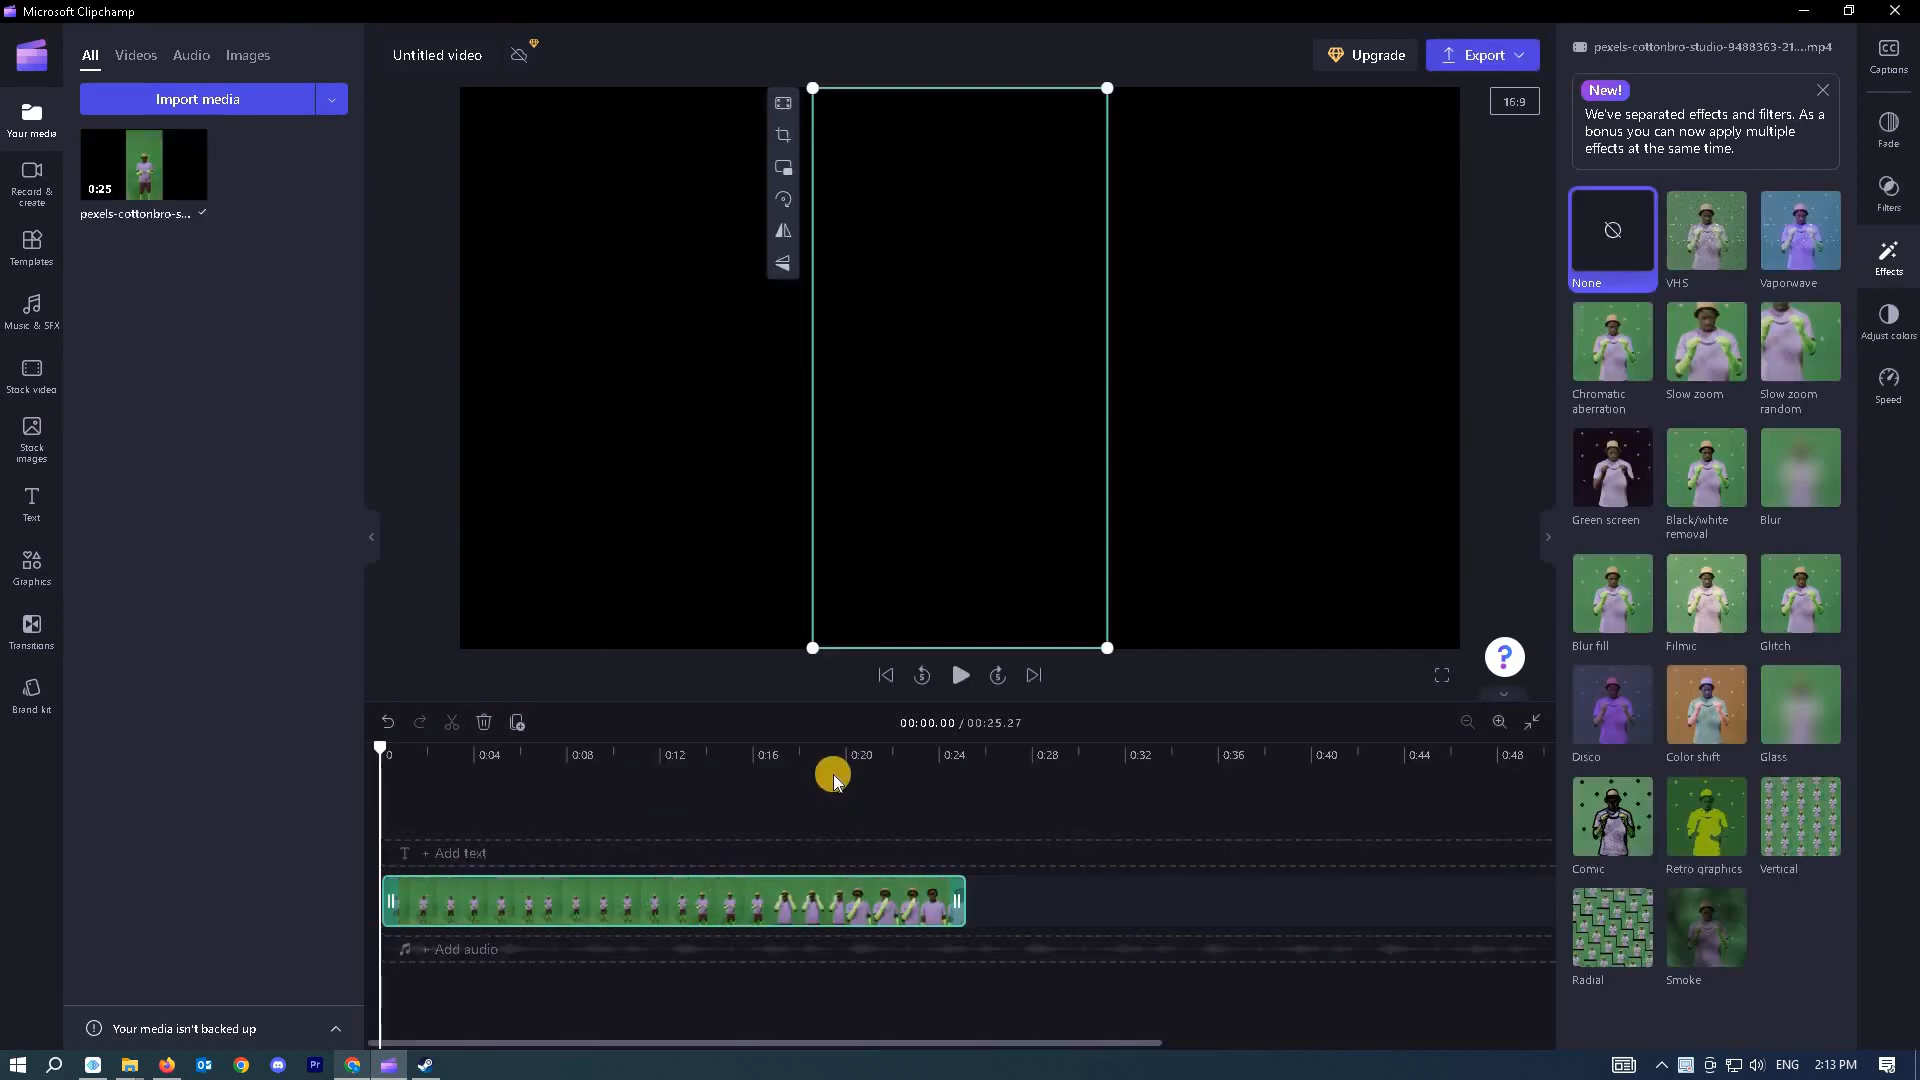 Microsoft Clipchamp
All Videos Audio Images
Import media
0:25
pexels-cottonbro-s...
Your media
Record &
create
Templates
Music & SFX
Stock video
Stock
images
Text
Graphics
Transitions
Brand kit
Your media isn't backed up
Untitled video
Upgrade
Export
16:9
?
5 5
00:00.00 / 00:25.27
0 0:04 0:08 0:12 0:16 0:20 0:24 0:28 0:32 0:36 0:40 0:44 0:48
T + Add text
+ Add audio
pexels-cottonbro-studio-9488363-21....mp4
New!
We've separated effects and filters. As a
bonus you can now apply multiple
effects at the same time.
None VHS Vaporwave
Chromatic
aberration
Slow zoom
Slow zoom
random
Green screen
Black/white
removal
Blur
Blur fill Filmic Glitch
Disco Color shift Glass
Comic Retro graphics Vertical
Radial Smoke
CC
Captions
Fade
Filters
Effects
Adjust colors
Speed
Pr
ENG 2:13 PM